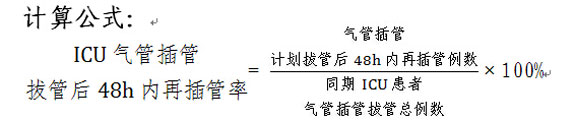 计算公式:
ICU 气管插管
拔管后 48h 内再插管率
=
气管插管
计划拔管后 48h 内再插管例数
同期 ICU 患者
气管插管拔管总例数
× 100%